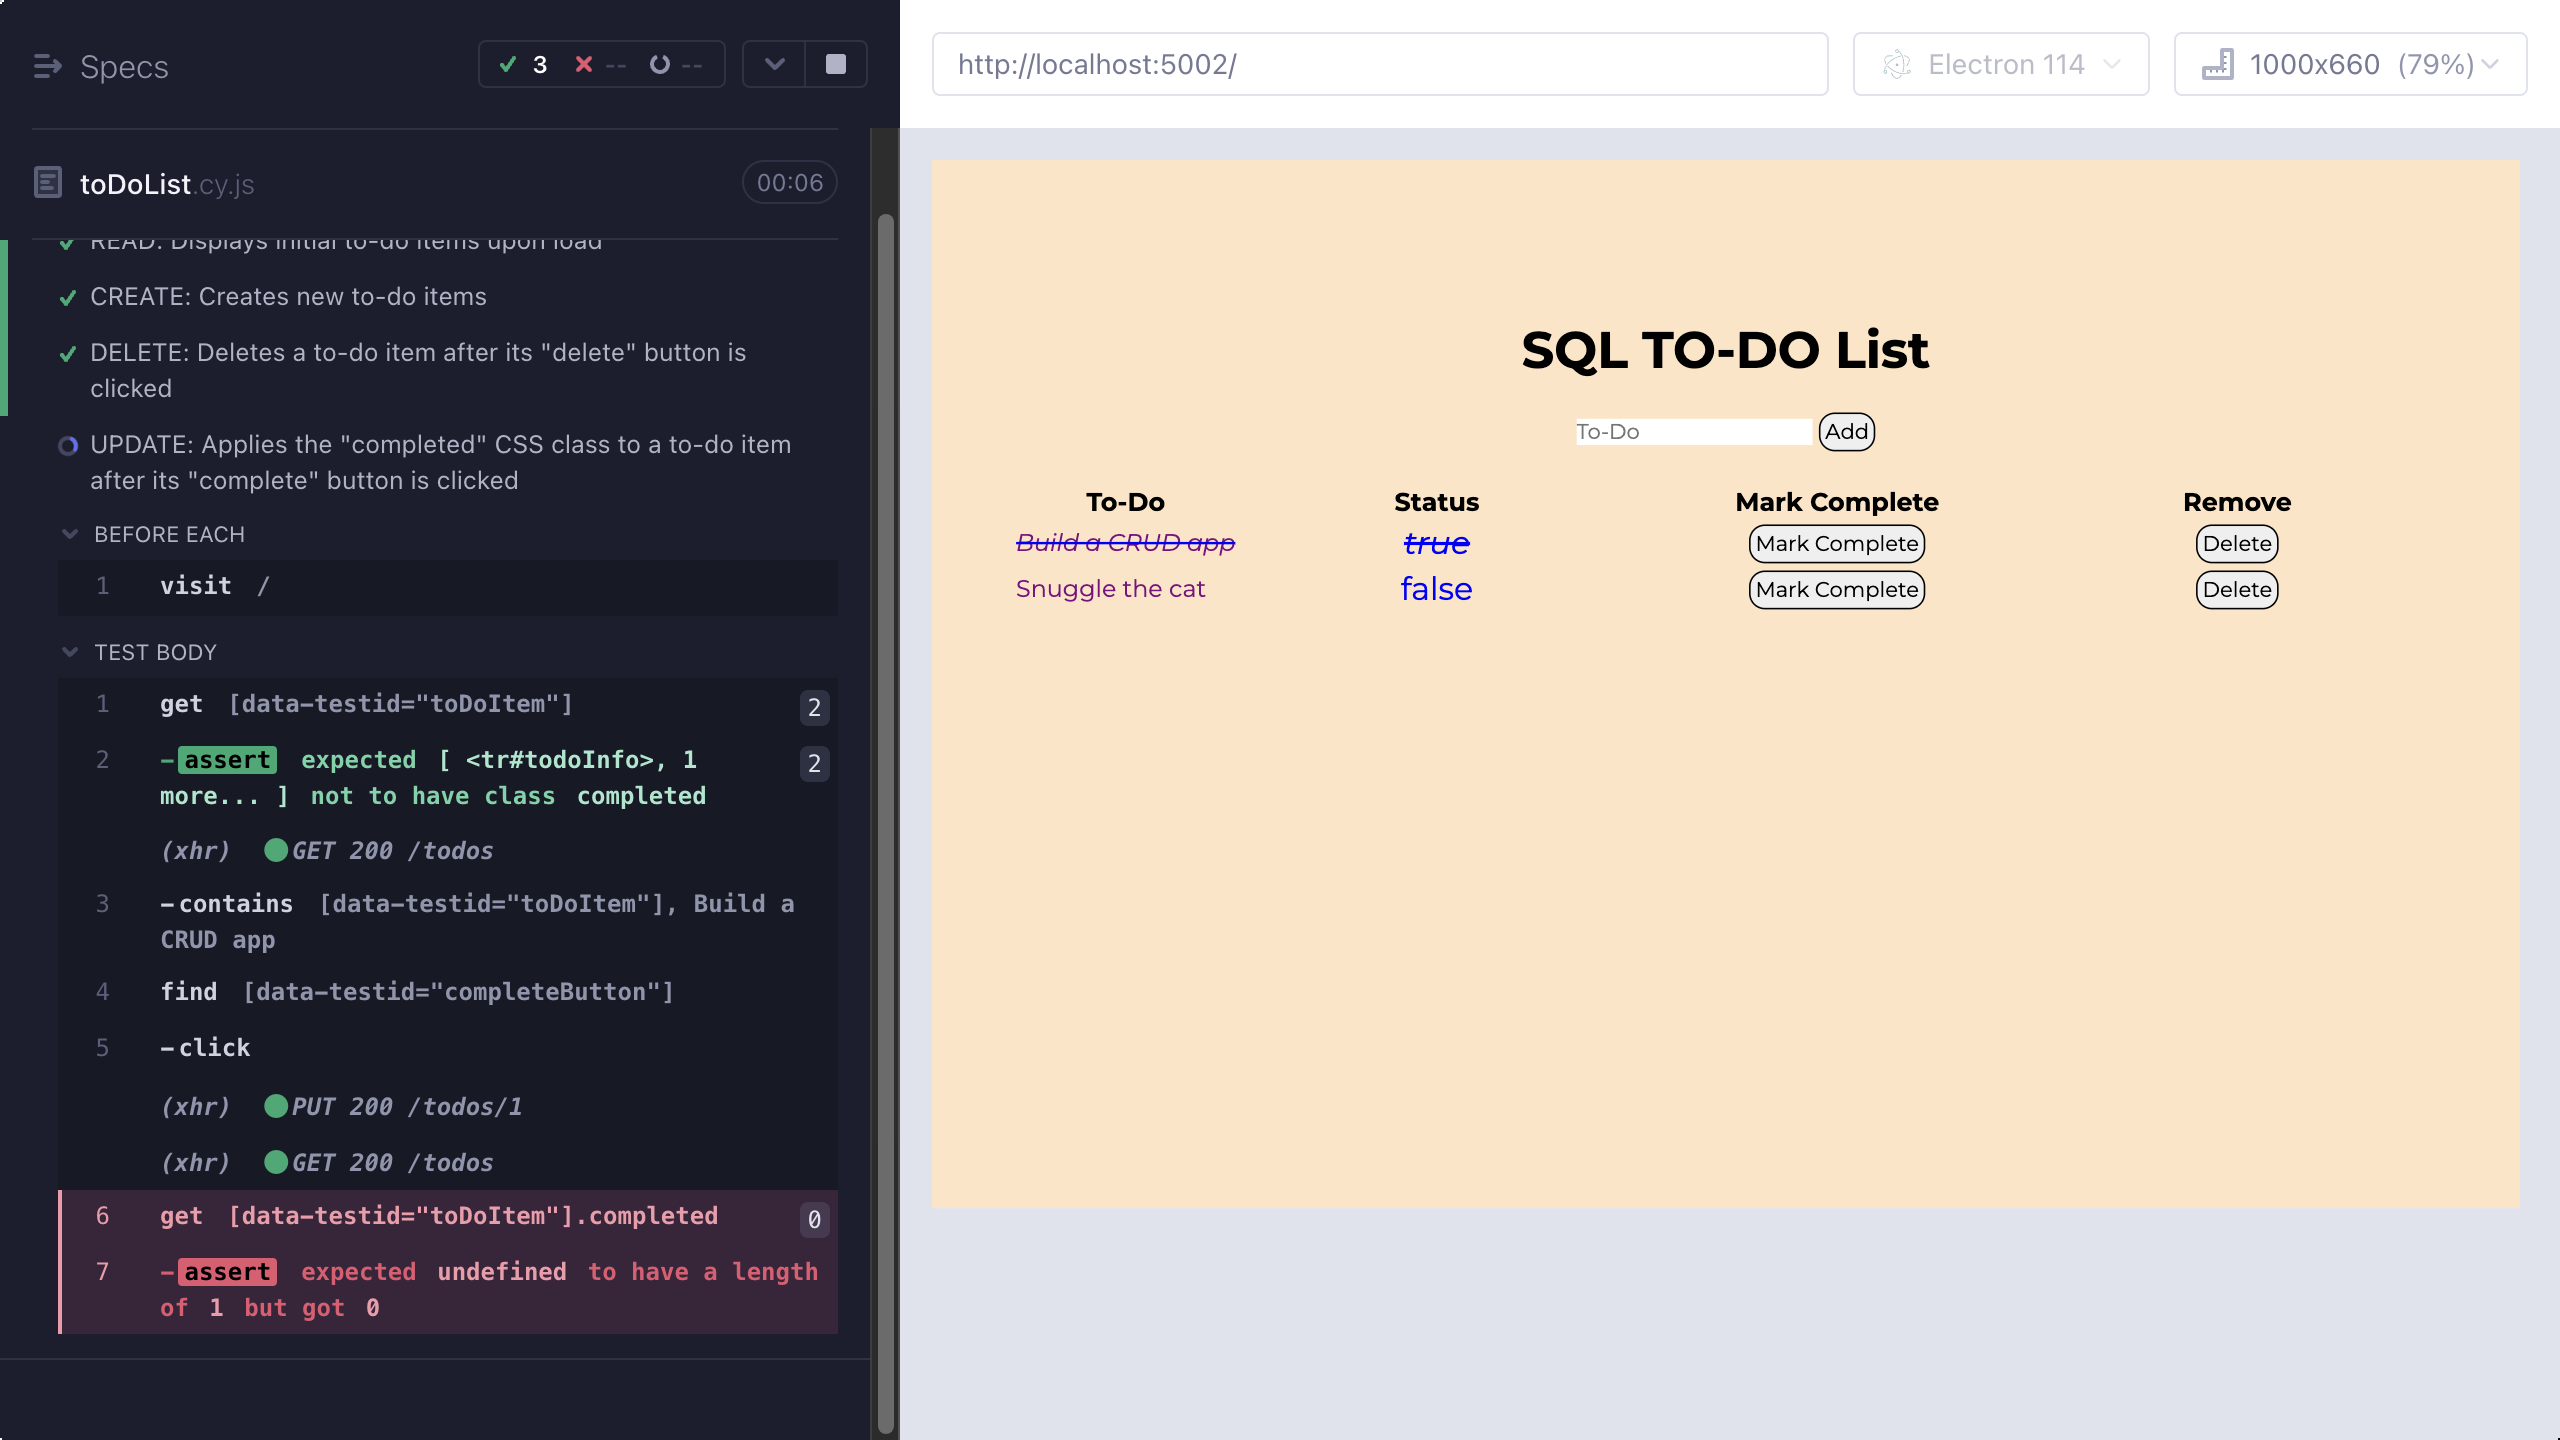 Specs
3 -- --
toDoList.cy.js 00:06
READ: Displays initial to-do items upon load
CREATE: Creates new to-do items
DELETE: Deletes a to-do item after its "delete" button is
clicked
UPDATE: Applies the "completed" CSS class to a to-do item
after its "complete" button is clicked
BEFORE EACH
1 visit /
TEST BODY
1 get [data-testid="toDoItem"] 2
2 -assert expected [ <tr#todoInfo>, 1 2
more... ] not to have class completed
(xhr) GET 200 /todos
3 -contains [data-testid="toDoItem"], Build a
CRUD app
4 find [data-testid="completeButton"]
5 -click
(xhr) PUT 200 /todos/1
(xhr) GET 200 /todos
6 get [data-testid="toDoItem"].completed 0
7 -assert expected undefined to have a length
of 1 but got 0
http://localhost:5002/
Electron 114
1000x660 (79%)
SQL TO-DO List
To-Do Add
To-Do Status Mark Complete Remove
Build a CRUD app true Mark Complete Delete
Snuggle the cat false Mark Complete Delete